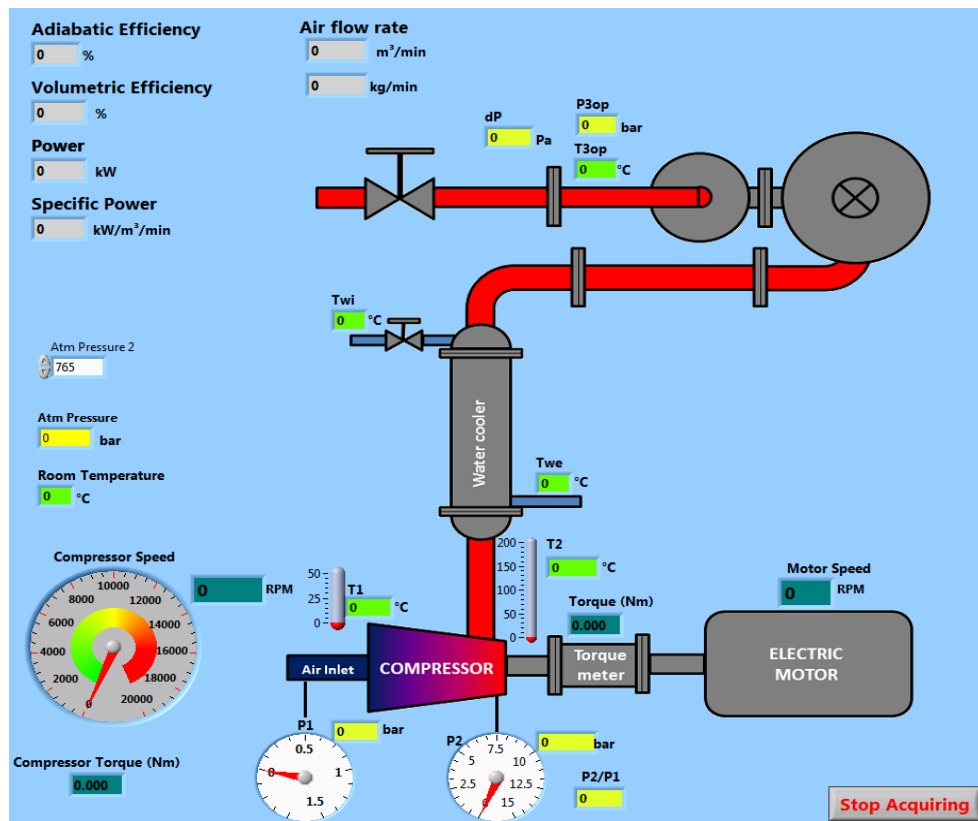 Adiabatic Efficiency
0 %
Volumetric Efficiency
0 %
Power
0 kW
Specific Power
0 kW/m³/min
Air flow rate
0 m³/min
0 kg/min
dP
0 Pa
P3op
0 bar
T3op
0 °C
Twi
0 °C
Atm Pressure 2
765
Atm Pressure
0 bar
Room Temperature
0 °C
Water cooler
Twe
0 °C
Compressor Speed
0 2000 4000 6000 8000 10000 12000 14000 16000 18000 20000
0 RPM
50
25
0
T1
0 °C
200
150
100
50
0
T2
0 °C
Torque (Nm)
0.000
Motor Speed
0 RPM
Air Inlet
COMPRESSOR
Torque
meter
ELECTRIC
MOTOR
P1
0 bar
0 0.5 1 1.5
P2
0 bar
0 2.5 5 7.5 10 12.5 15
P2/P1
0
Compressor Torque (Nm)
0.000
Stop Acquiring